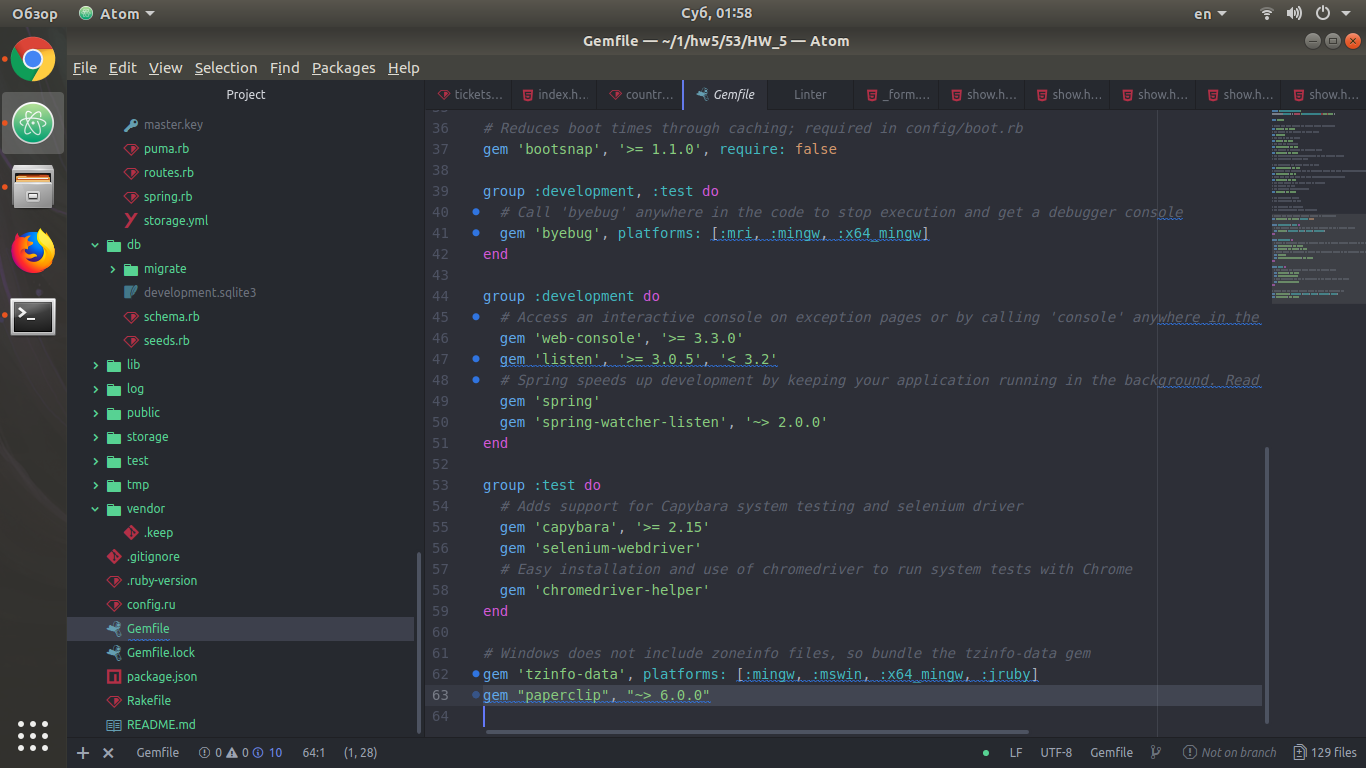 Обзор Atom Суб, 01:58 en
Gemfile — ~/1/hw5/53/HW_5 — Atom
File Edit View Selection Find Packages Help
Project
tickets… index.h… countr… Gemfile Linter _form.… show.h… show.h… show.h… show.h… show.h…
master.key
puma.rb
routes.rb
spring.rb
storage.yml
db
migrate
development.sqlite3
schema.rb
seeds.rb
lib
log
public
storage
test
tmp
vendor
.keep
.gitignore
.ruby-version
config.ru
Gemfile
Gemfile.lock
package.json
Rakefile
README.md
36 # Reduces boot times through caching; required in config/boot.rb
37 gem 'bootsnap', '>= 1.1.0', require: false
38
39 group :development, :test do
40 # Call 'byebug' anywhere in the code to stop execution and get a debugger console
41 gem 'byebug', platforms: [:mri, :mingw, :x64_mingw]
42 end
43
44 group :development do
45 # Access an interactive console on exception pages or by calling 'console' anywhere in the
46 gem 'web-console', '>= 3.3.0'
47 gem 'listen', '>= 3.0.5', '< 3.2'
48 # Spring speeds up development by keeping your application running in the background. Read
49 gem 'spring'
50 gem 'spring-watcher-listen', '~> 2.0.0'
51 end
52
53 group :test do
54 # Adds support for Capybara system testing and selenium driver
55 gem 'capybara', '>= 2.15'
56 gem 'selenium-webdriver'
57 # Easy installation and use of chromedriver to run system tests with Chrome
58 gem 'chromedriver-helper'
59 end
60
61 # Windows does not include zoneinfo files, so bundle the tzinfo-data gem
62 gem 'tzinfo-data', platforms: [:mingw, :mswin, :x64_mingw, :jruby]
63 gem "paperclip", "~> 6.0.0"
64
Gemfile 0 0 10 64:1 (1, 28) LF UTF-8 Gemfile Not on branch 129 files